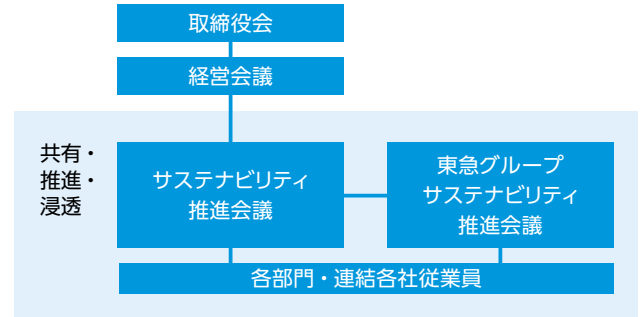 取締役会
経営会議
共有・
推進・
浸透
サステナビリティ
推進会議
東急グループ
サステナビリティ
推進会議
各部門・連結各社従業員